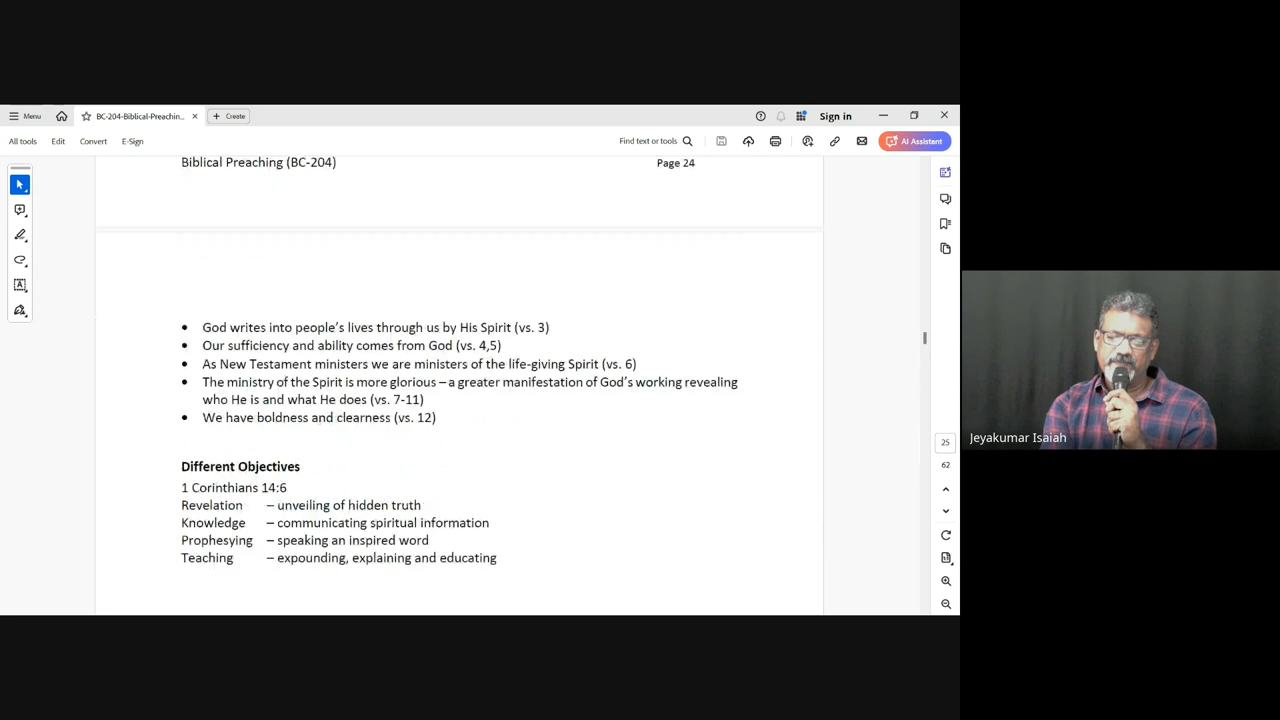 Menu
BC-204-Biblical-Preachin...
Create
Sign in
All tools
Edit
Convert
E-Sign
Find text or tools
AI Assistant
Biblical Preaching (BC-204)
Page 24
• God writes into people's lives through us by His Spirit (vs. 3)
• Our sufficiency and ability comes from God (vs. 4,5)
• As New Testament ministers we are ministers of the life-giving Spirit (vs. 6)
• The ministry of the Spirit is more glorious – a greater manifestation of God's working revealing
who He is and what He does (vs. 7-11)
• We have boldness and clearness (vs. 12)
Different Objectives
1 Corinthians 14:6
Revelation – unveiling of hidden truth
Knowledge – communicating spiritual information
Prophesying – speaking an inspired word
Teaching – expounding, explaining and educating
25
62
Jeyakumar Isaiah